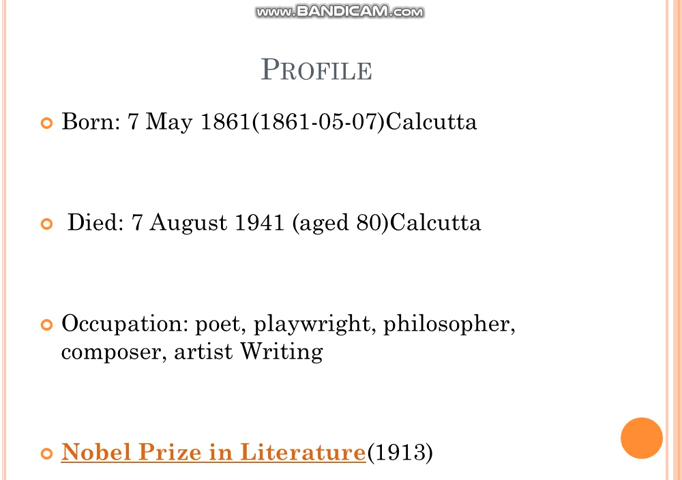 www.BANDICAM.com
PROFILE
Born: 7 May 1861(1861-05-07)Calcutta
Died: 7 August 1941 (aged 80)Calcutta
Occupation: poet, playwright, philosopher,
composer, artist Writing
Nobel Prize in Literature(1913)